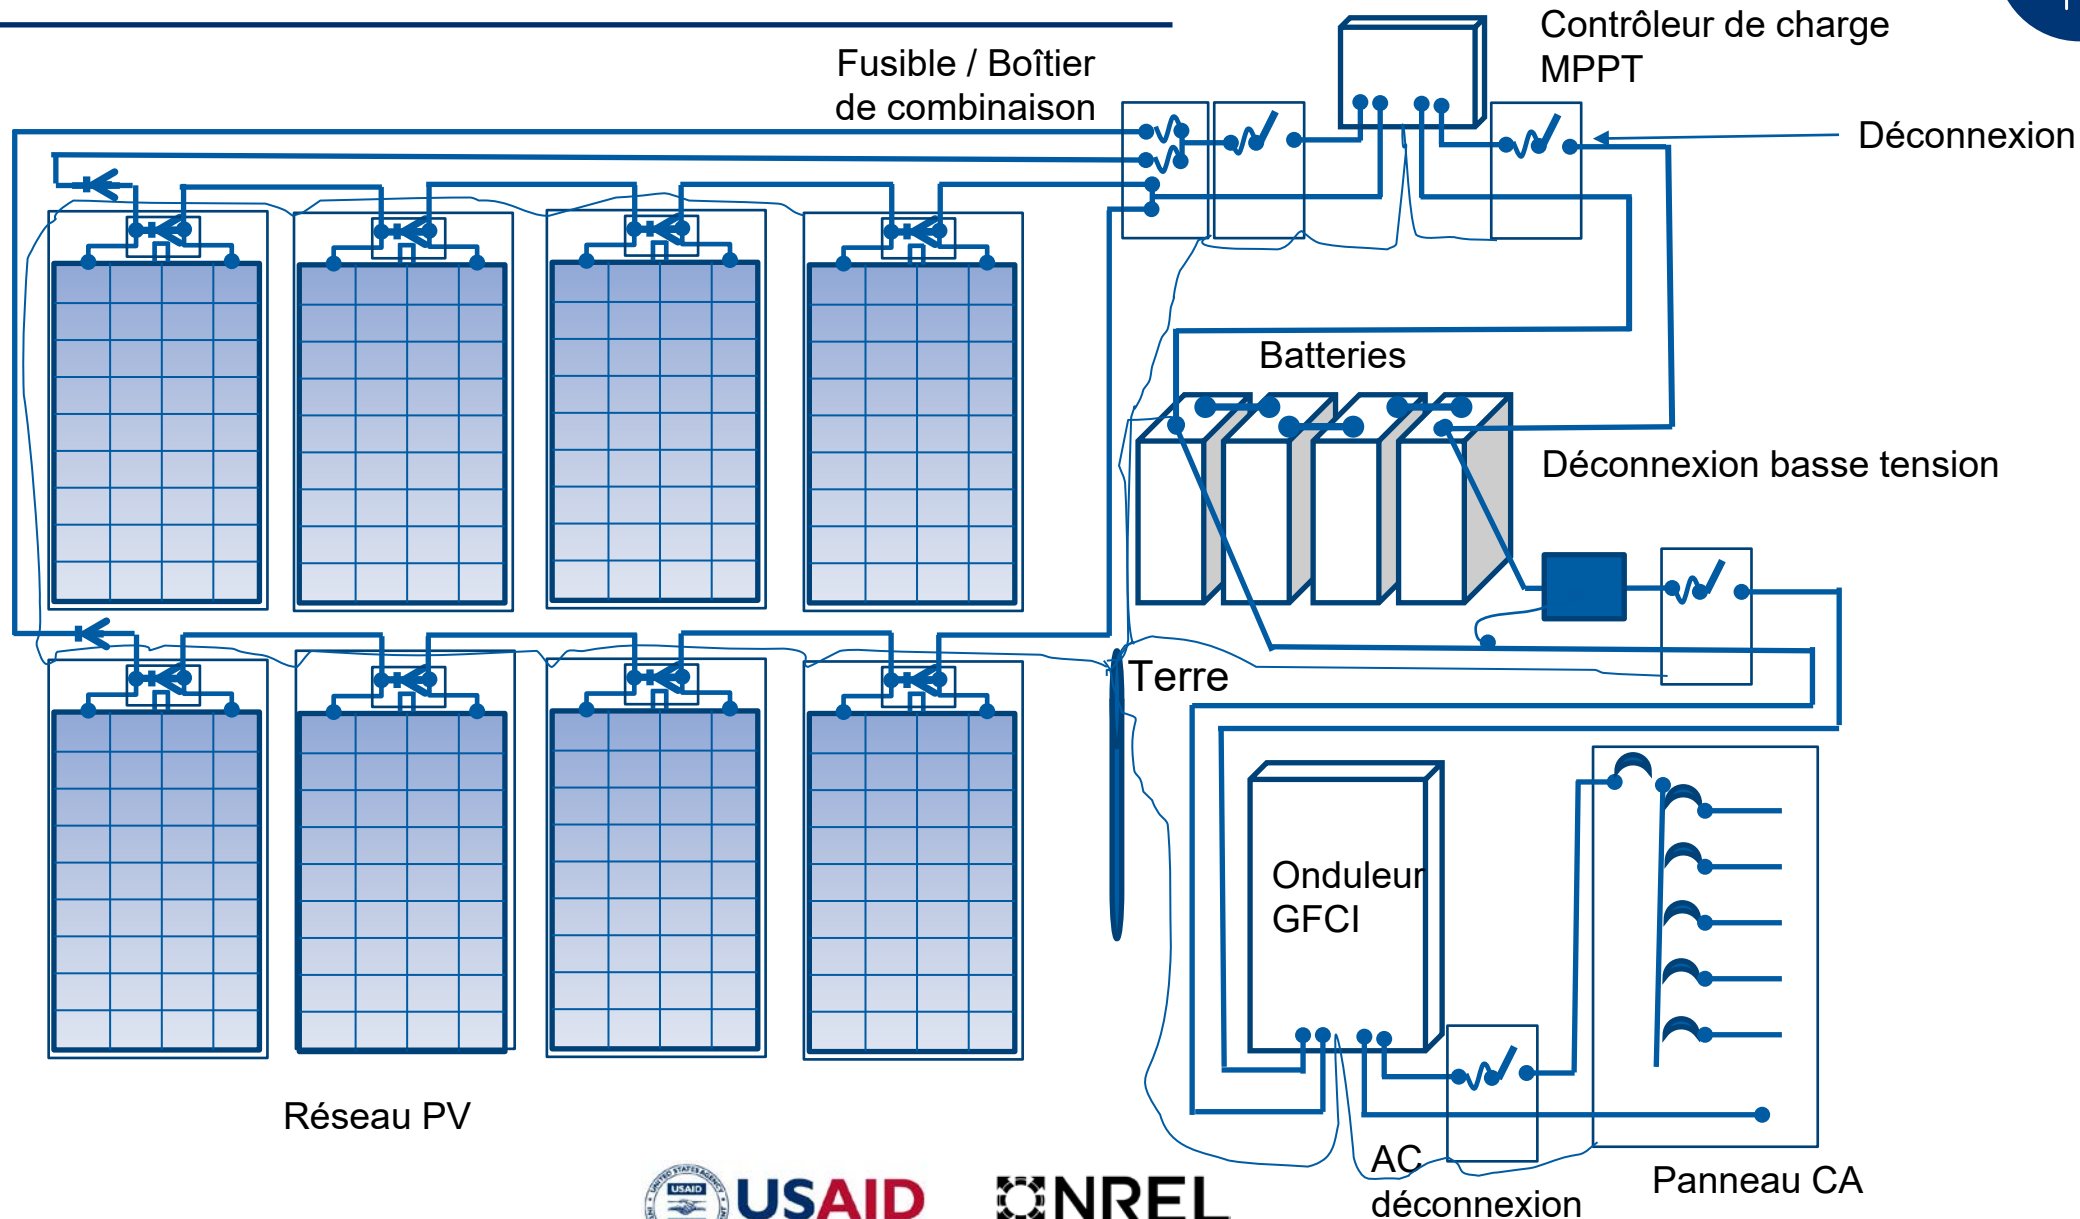 Contrôleur de charge
MPPT
Fusible / Boîtier
de combinaison
Déconnexion
Batteries
Déconnexion basse tension
Terre
Onduleur
GFCI
Réseau PV
AC
déconnexion
Panneau CA
USAID
USAID
NREL